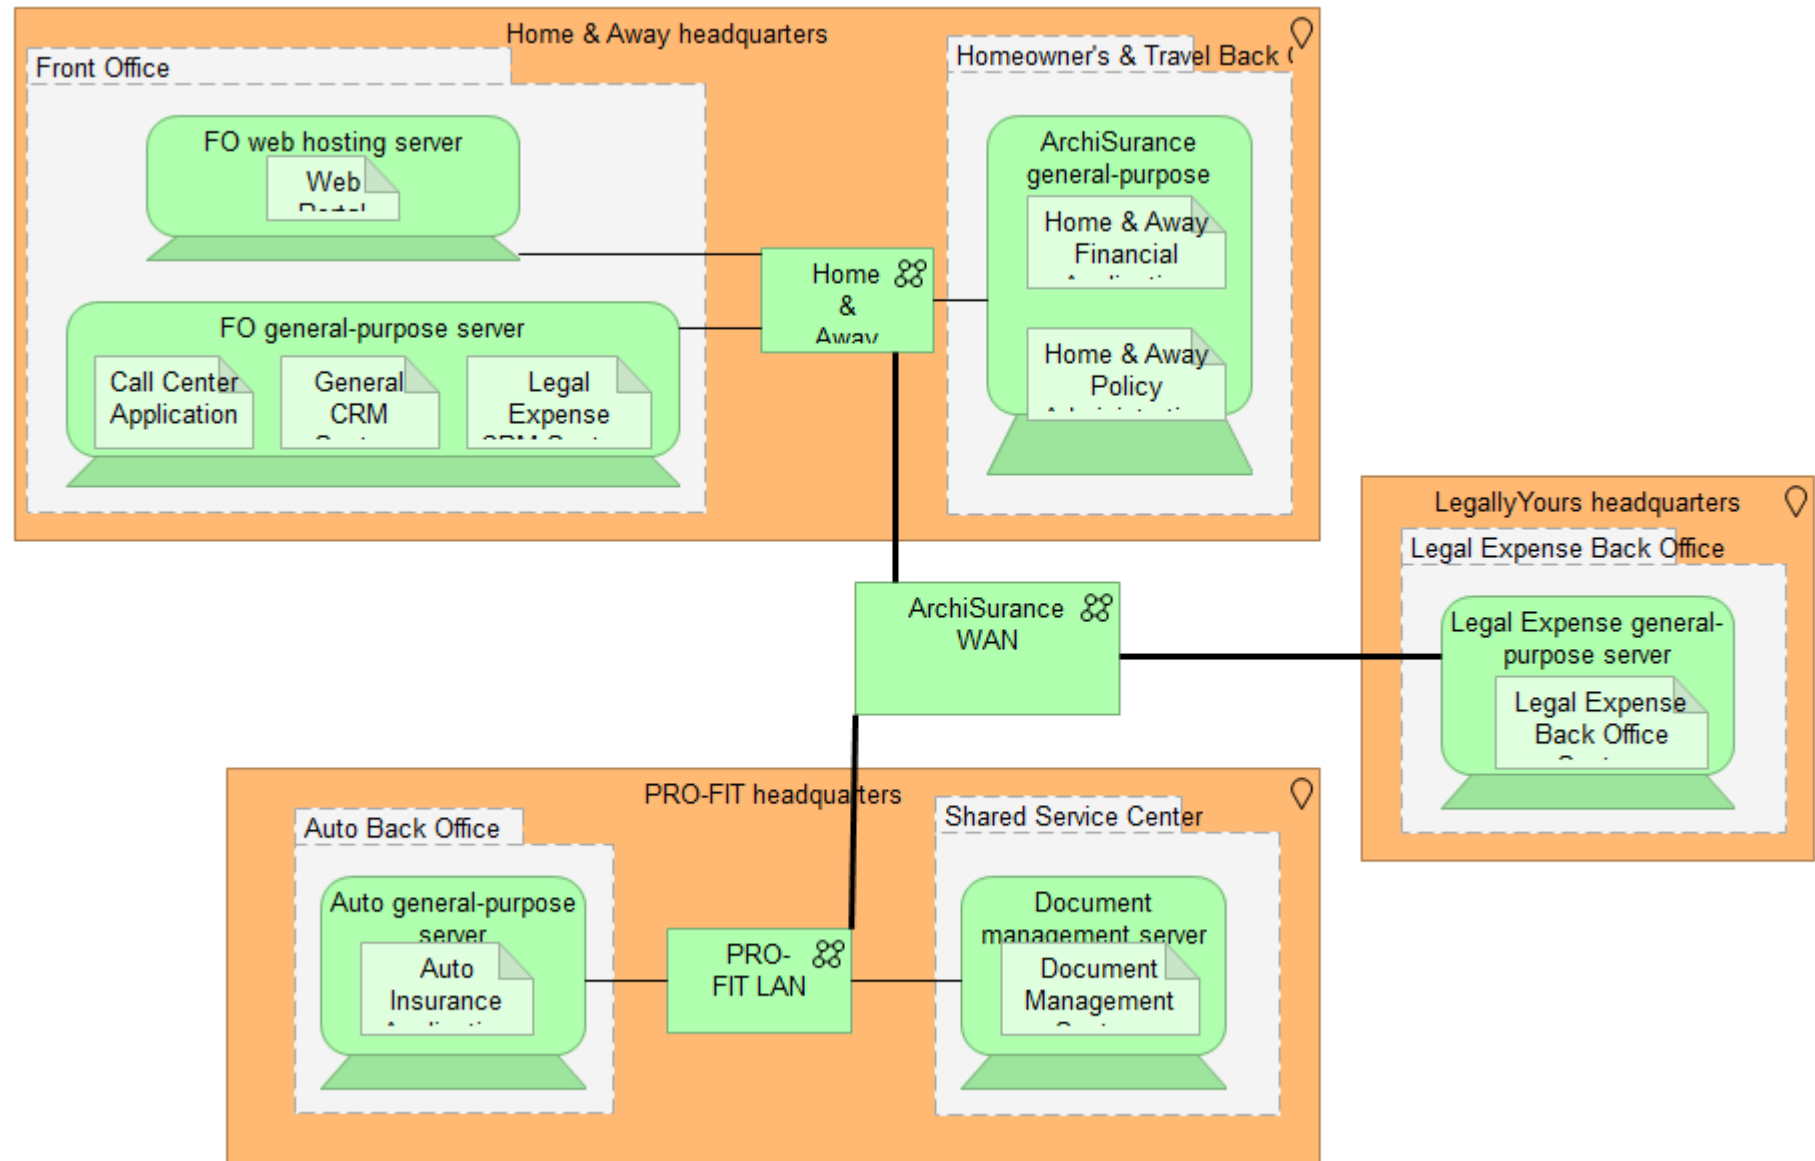 Home & Away headquarters
Front Office
FO web hosting server
Web
FO general-purpose server
Call Center
Application
General
CRM
Legal
Expense
Home
&
Away
Homeowner's & Travel Back
ArchiSurance
general-purpose
Home & Away
Financial
Home & Away
Policy
ArchiSurance
WAN
LegallyYours headquarters
Legal Expense Back Office
Legal Expense general-
purpose server
Legal Expense
Back Office
PRO-FIT headquarters
Auto Back Office
Auto general-purpose
server
Auto
Insurance
PRO-
FIT LAN
Shared Service Center
Document
management server
Document
Management